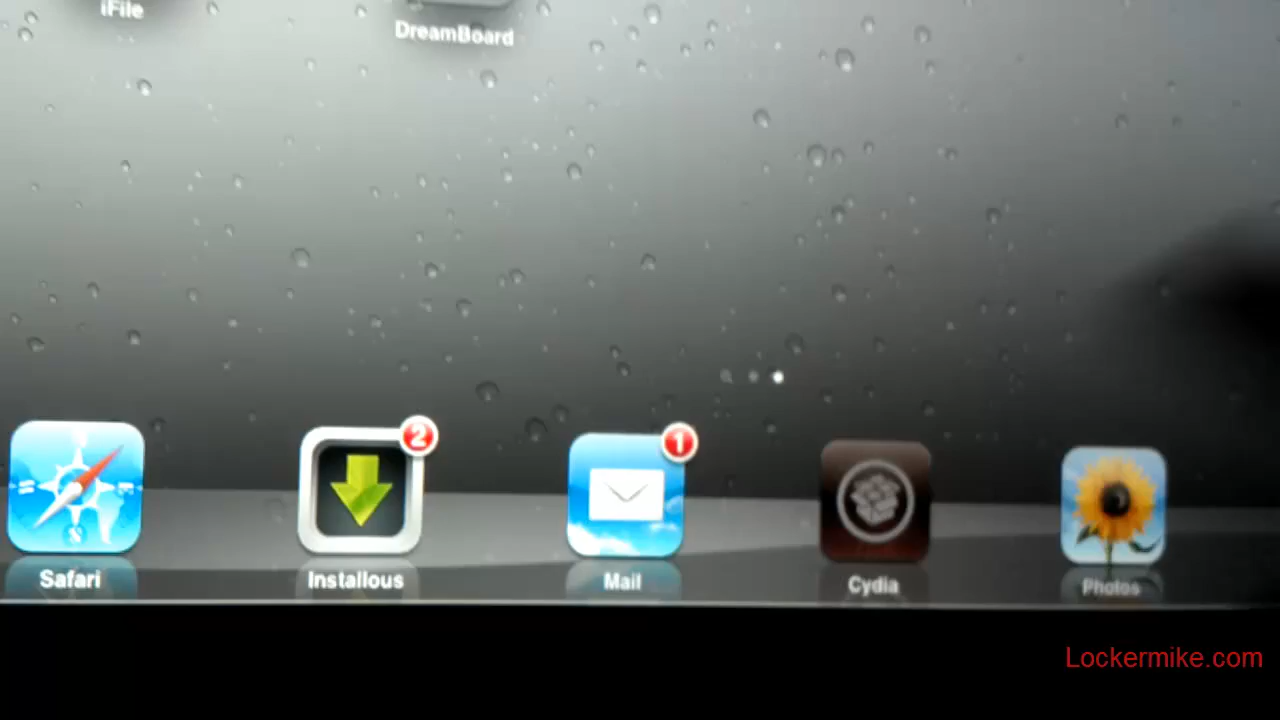 iFile
DreamBoard
2
1
Safari
Installous
Mail
Cydia
Photos
Lockermike.com